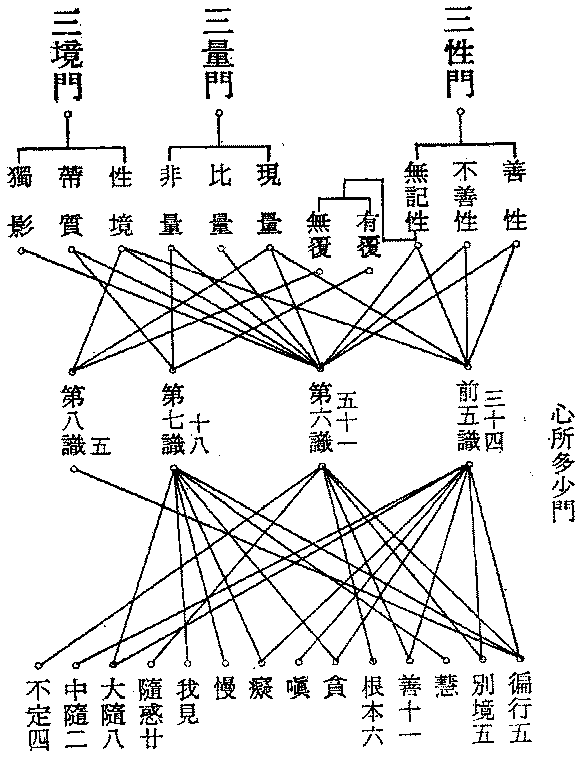 三性門
三量門
三境門
善性
不善性
無記性
有覆
無覆
現量
比量
非量
性境
帶質
獨影
心所多少門
三十四
前五識
五十一
第六識
十八
第七識
五
第八識
徧行五
別境五
慧
善十一
根本六
貪
嗔
癡
慢
我見
隨惑廿
大隨八
中隨二
不定四